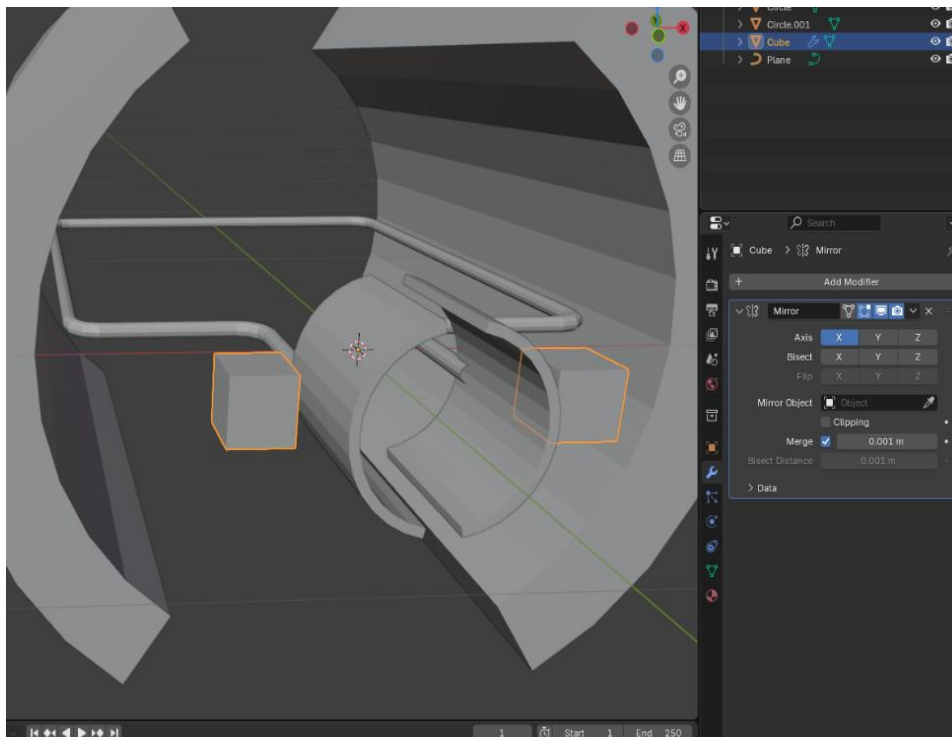 Circle
Circle.001
Cube
Plane
X
Y
Search
Cube > Mirror
+ Add Modifier
Mirror
Axis X Y Z
Bisect X Y Z
Flip X Y Z
Mirror Object Object
Clipping
Merge 0.001 m
Bisect Distance 0.001 m
> Data
1 Start 1 End 250